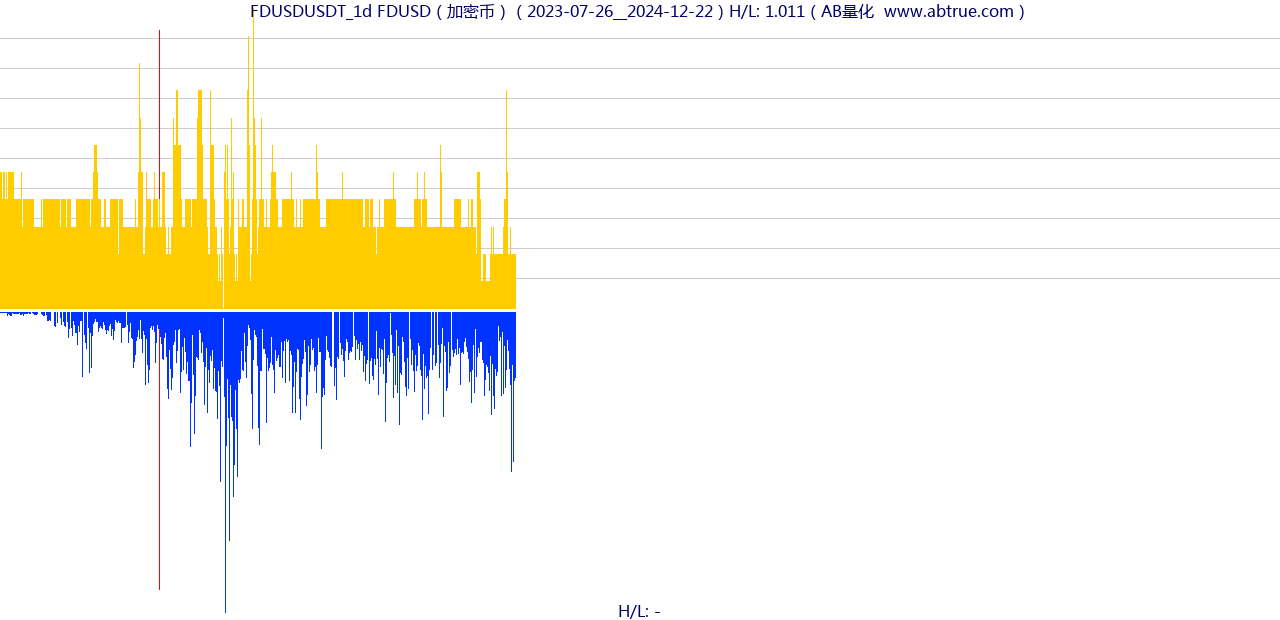 FDUSDUSDT_1d FDUSD ( 加密币 ) ( 2023-07-26__2024-12-22 ) H/L: 1.011 ( AB量化 www.abtrue.com )
H/L: -